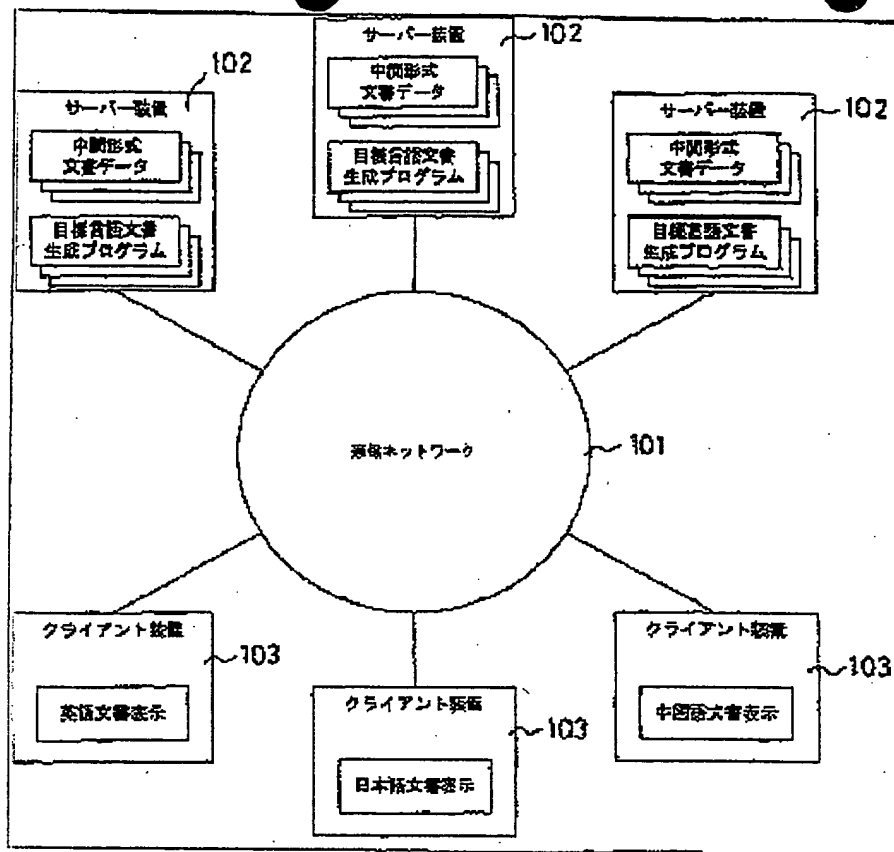 サーバー装置
102
中間形式
文書データ
目標言語文書
生成プログラム
サーバー装置
102
中間形式
文書データ
目標言語文書
生成プログラム
サーバー装置
102
中間形式
文書データ
目標言語文書
生成プログラム
通信ネットワーク
101
クライアント装置
103
英語文書表示
クライアント装置
103
日本語文書表示
クライアント装置
103
中国語文書表示